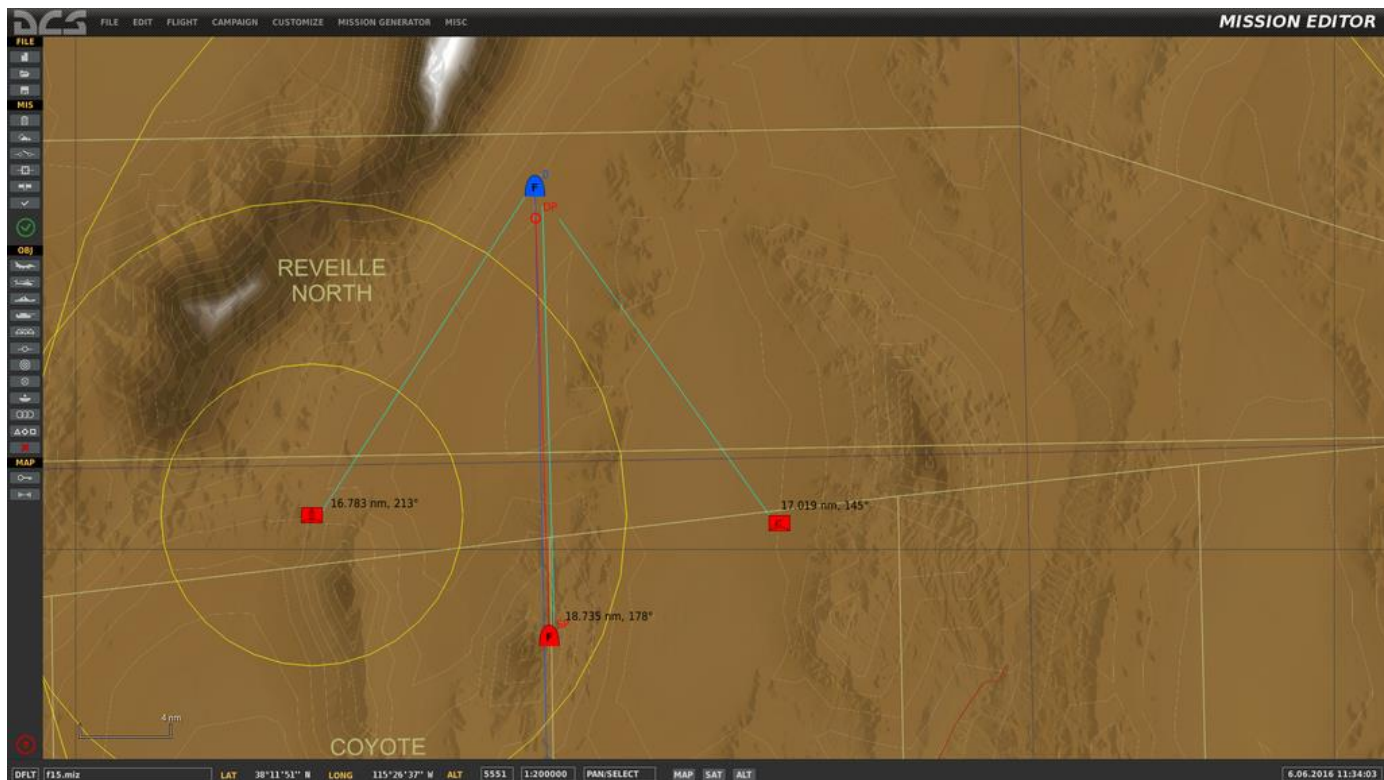 DCS FILE EDIT FLIGHT CAMPAIGN CUSTOMIZE MISSION GENERATOR MISC MISSION EDITOR
FILE
MIS
OBJ
MAP
F
DP
REVEILLE
NORTH
16.783 nm, 213°
17.019 nm, 145°
18.735 nm, 178°
F
4 nm
COYOTE
DFLT f15.miz LAT 38°11'51" N LONG 115°26'37" W ALT 5551 1:200000 PAN/SELECT MAP SAT ALT 6.06.2016 11:34:03